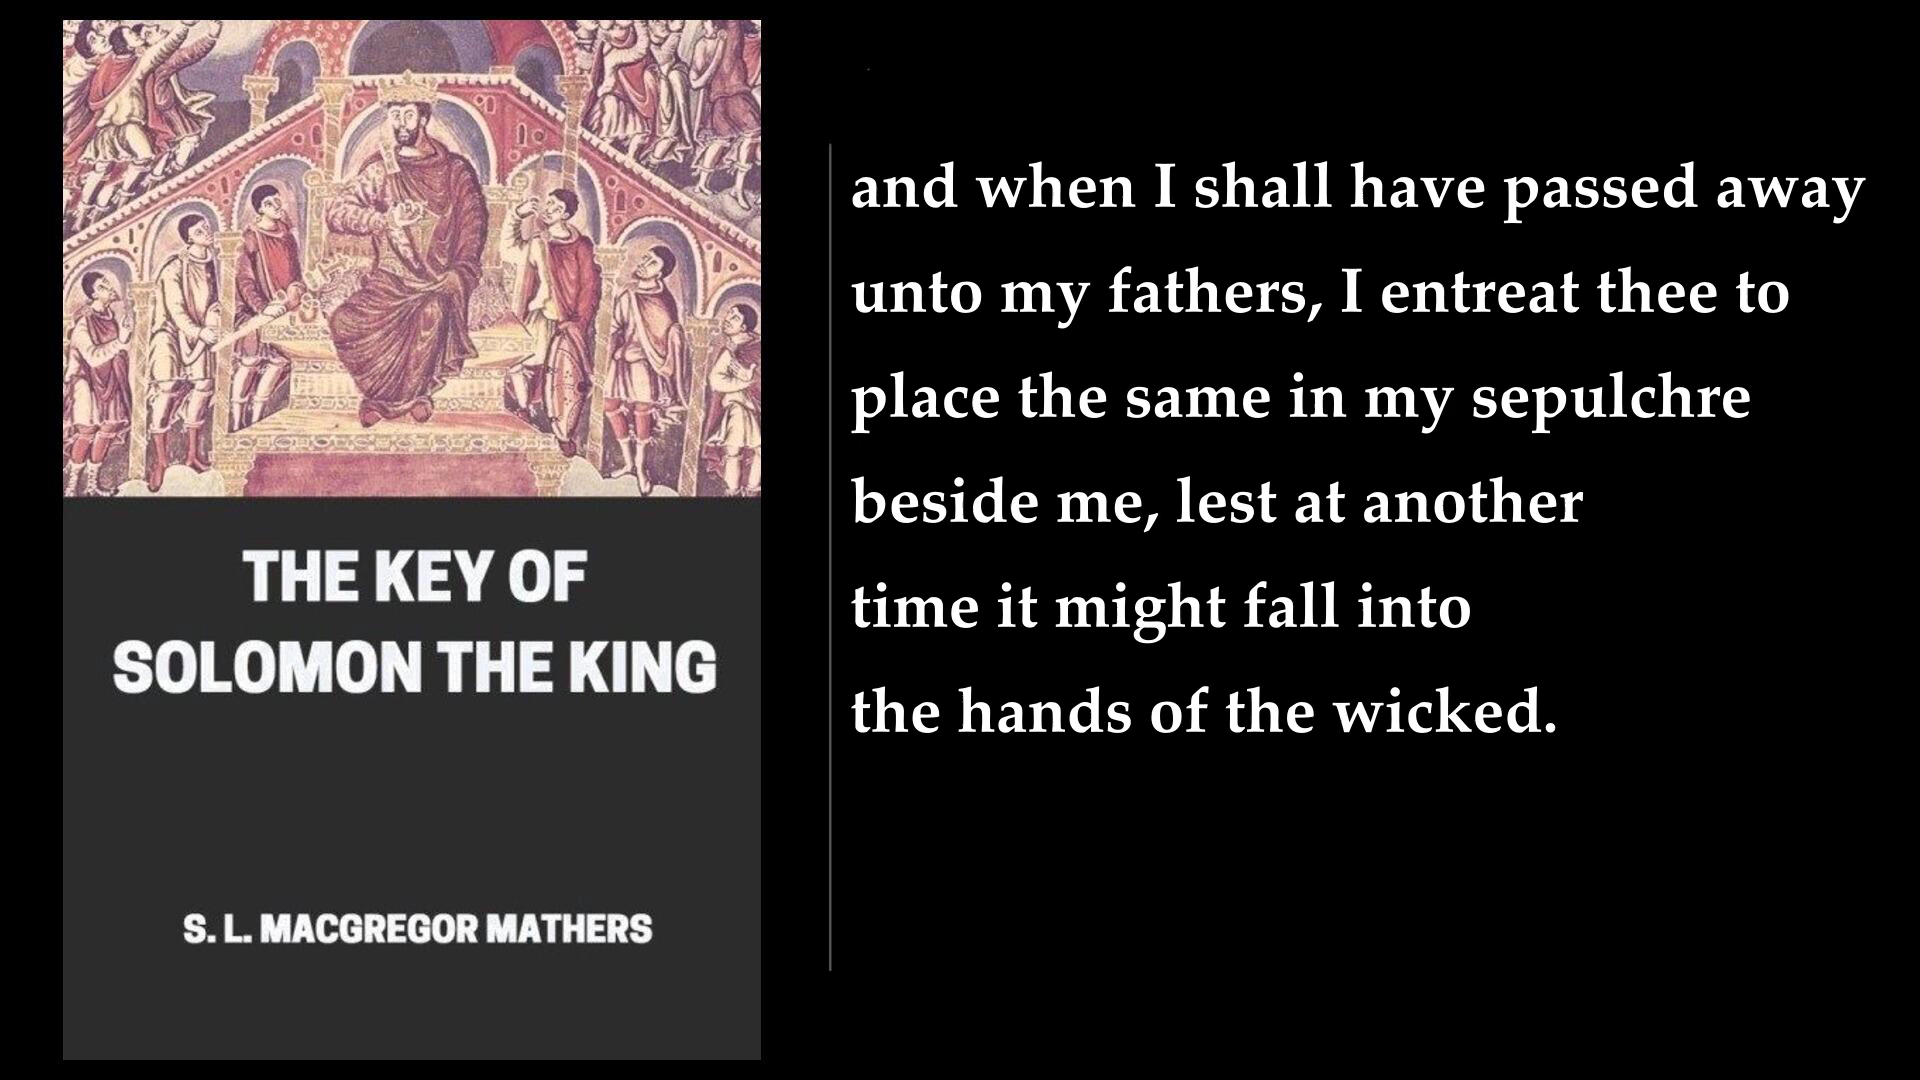 THE KEY OF
SOLOMON THE KING
S. L. MACGREGOR MATHERS
and when I shall have passed away
unto my fathers, I entreat thee to
place the same in my sepulchre
beside me, lest at another
time it might fall into
the hands of the wicked.